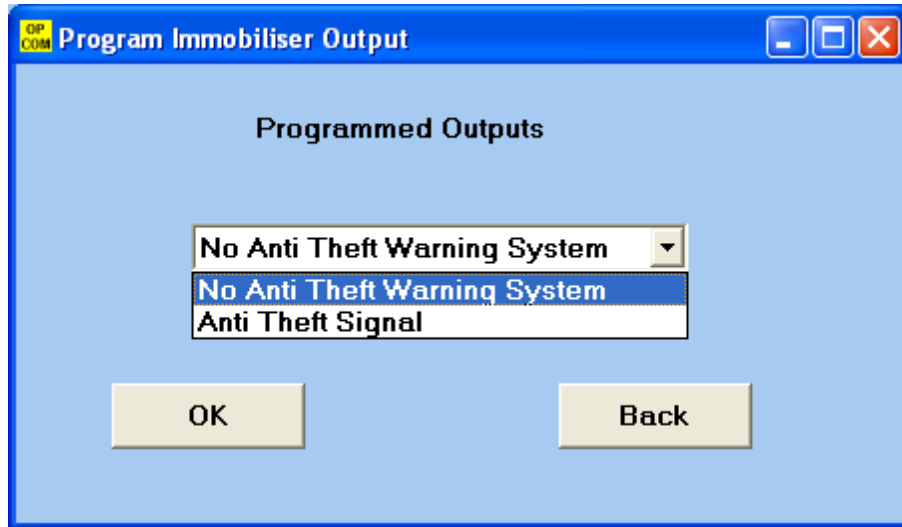 OP
COM
Program Immobiliser Output
Programmed Outputs
No Anti Theft Warning System
No Anti Theft Warning System
Anti Theft Signal
OK
Back